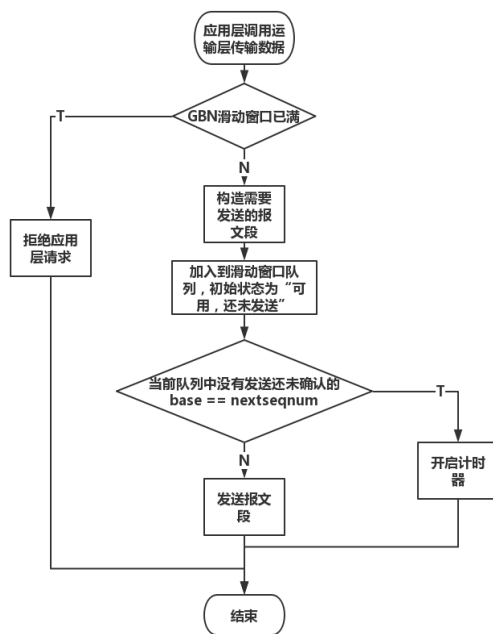 应用层调用运
输层传输数据
GBN滑动窗口已满
T
N
拒绝应用
层请求
构造需要
发送的报
文段
加入到滑动窗口队
列，初始状态为“可
用，还未发送”
当前队列中没有发送还未确认的
base == nextseqnum
T
N
开启计时
器
发送报文
段
结束